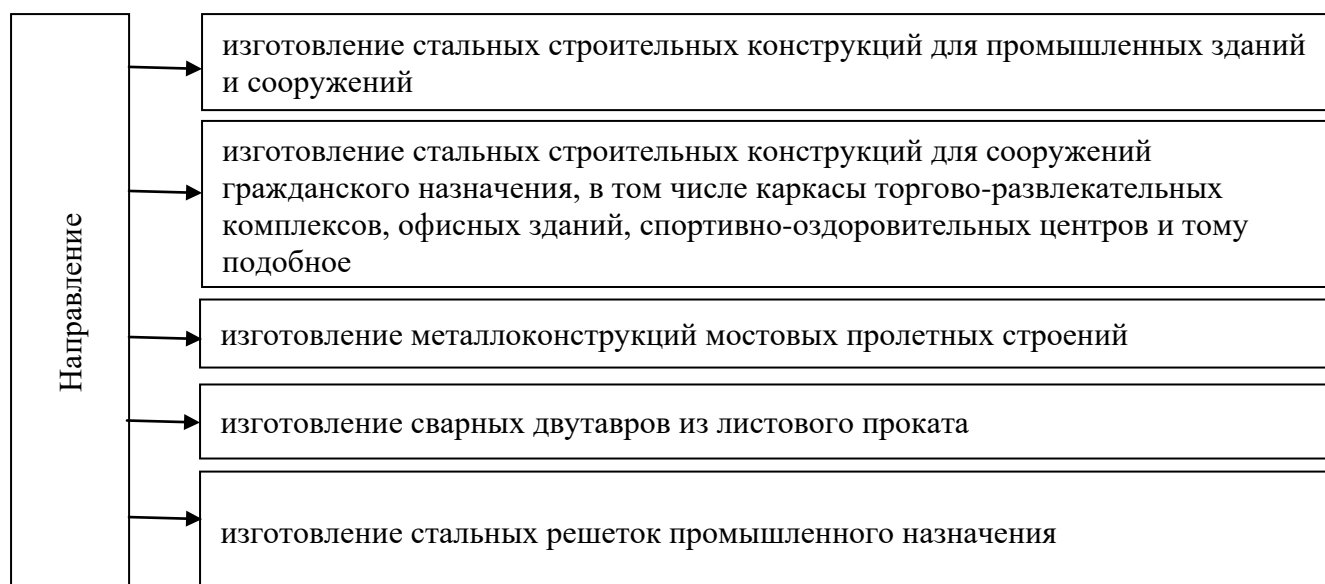 Направление
изготовление стальных строительных конструкций для промышленных зданий
и сооружений
изготовление стальных строительных конструкций для сооружений
гражданского назначения, в том числе каркасы торгово-развлекательных
комплексов, офисных зданий, спортивно-оздоровительных центров и тому
подобное
изготовление металлоконструкций мостовых пролетных строений
изготовление сварных двутавров из листового проката
изготовление стальных решеток промышленного назначения